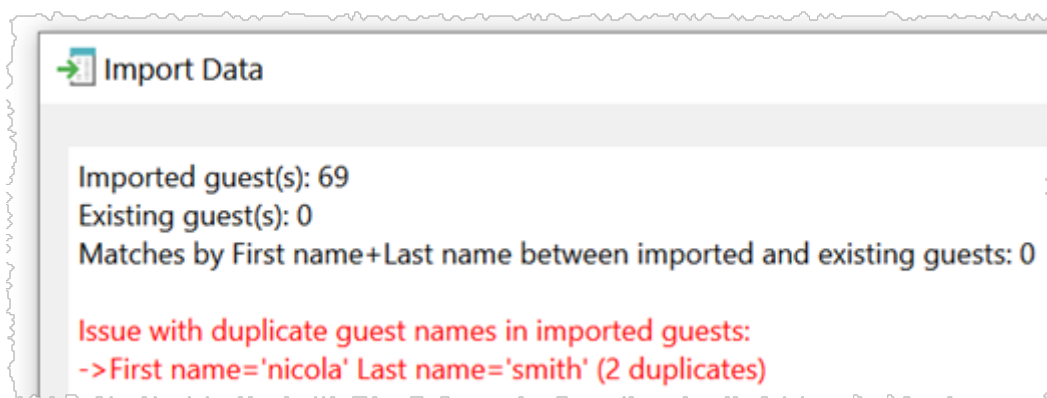 Import Data
Imported guest(s): 69
Existing guest(s): 0
Matches by First name+Last name between imported and existing guests: 0
Issue with duplicate guest names in imported guests:
->First name='nicola' Last name='smith' (2 duplicates)